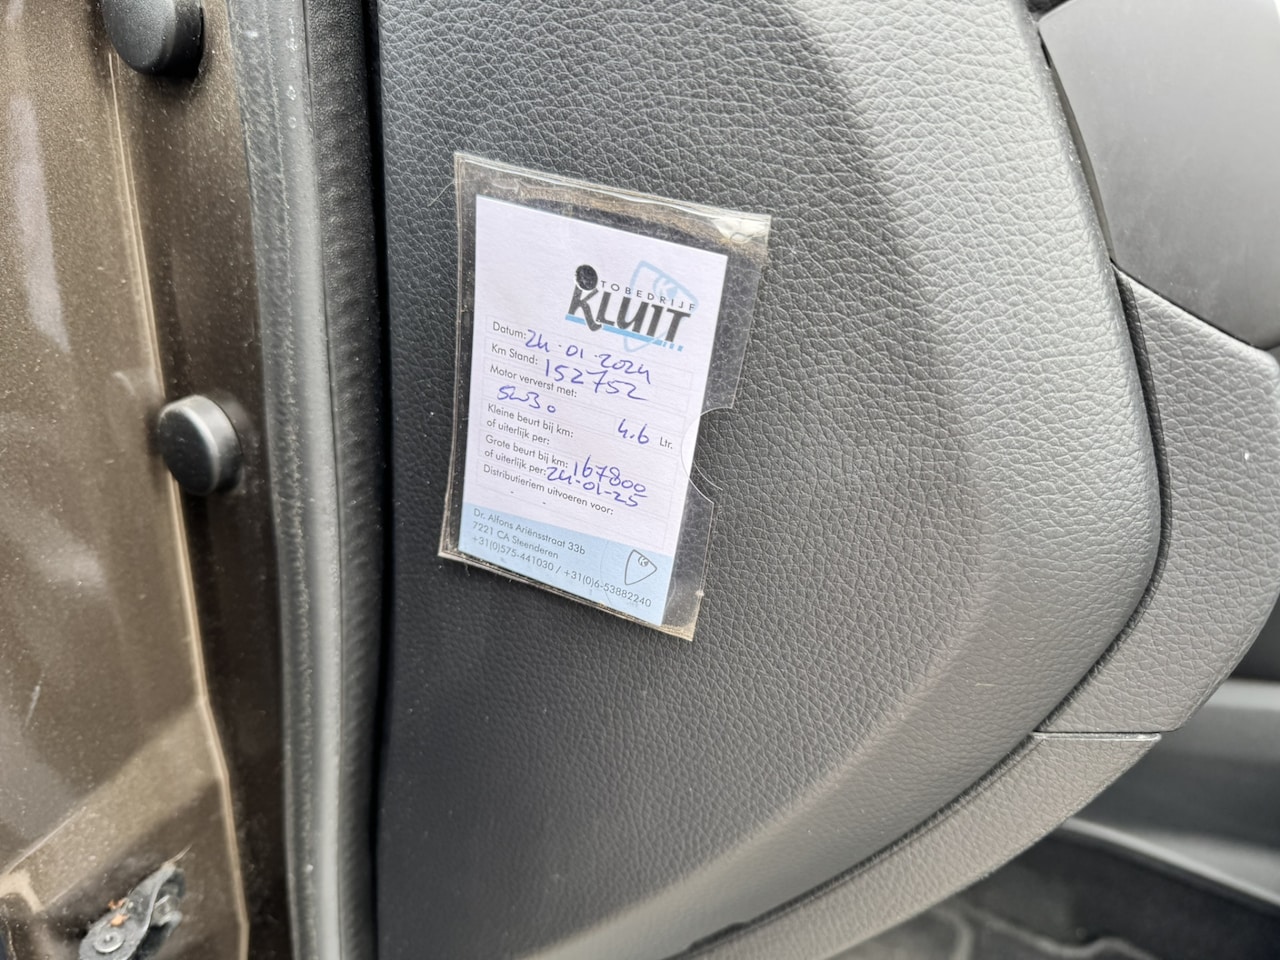 TOBEDRIJF
KLUIT
Datum: 24-01-2024
Km Stand: 152752
Motor ververst met:
5w30 4.6 Ltr.
Kleine beurt bij km:
of uiterlijk per:
Grote beurt bij km: 167800
of uiterlijk per: 24-01-25
Distributieriem uitvoeren voor:
Dr. Alfons Ariënsstraat 33b
7221 CA Steenderen
+31(0)575-441030 / +31(0)6-53882240